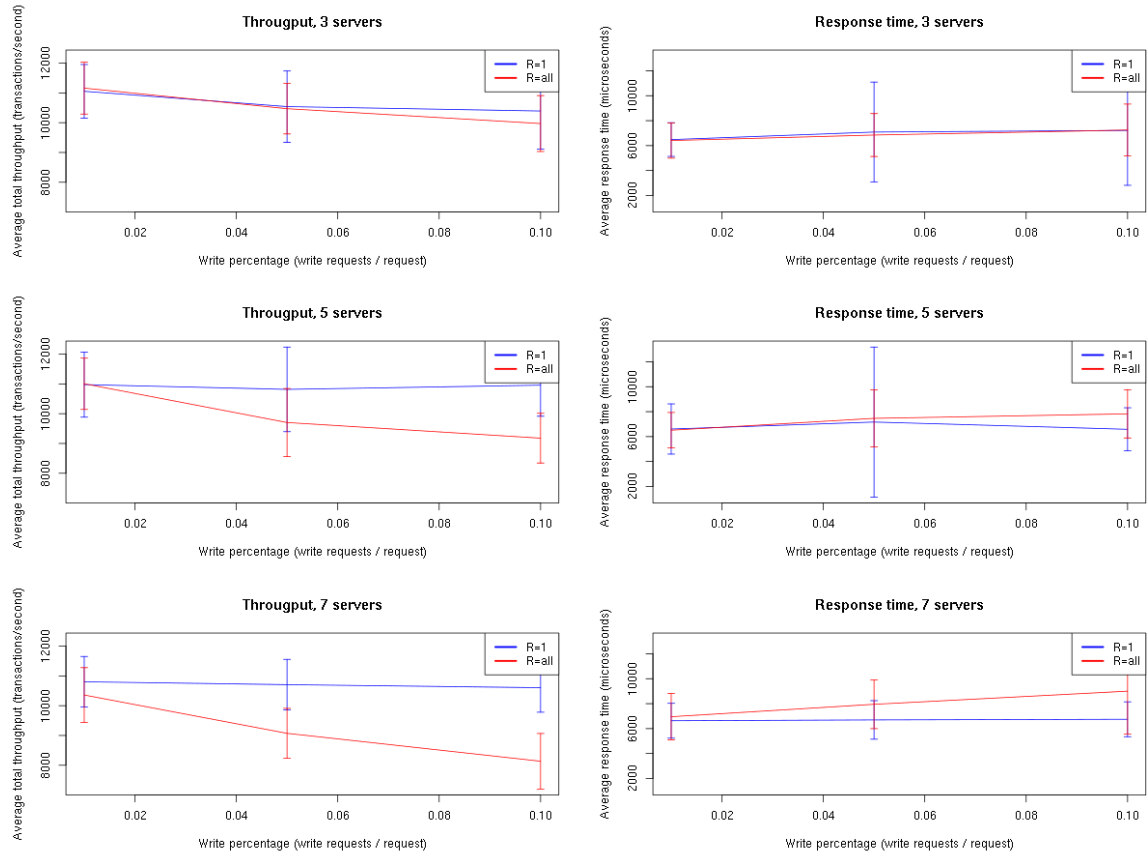 Througput, 3 servers
Average total throughput (transactions/second)
12000
10000
8000
R=1
R=all
0.02
0.04
0.06
0.08
0.10
Write percentage (write requests / request)
Response time, 3 servers
Average response time (microseconds)
10000
6000
2000
R=1
R=all
0.02
0.04
0.06
0.08
0.10
Write percentage (write requests / request)
Througput, 5 servers
Average total throughput (transactions/second)
12000
10000
8000
R=1
R=all
0.02
0.04
0.06
0.08
0.10
Write percentage (write requests / request)
Response time, 5 servers
Average response time (microseconds)
10000
6000
2000
R=1
R=all
0.02
0.04
0.06
0.08
0.10
Write percentage (write requests / request)
Througput, 7 servers
Average total throughput (transactions/second)
12000
10000
8000
R=1
R=all
0.02
0.04
0.06
0.08
0.10
Write percentage (write requests / request)
Response time, 7 servers
Average response time (microseconds)
10000
6000
2000
R=1
R=all
0.02
0.04
0.06
0.08
0.10
Write percentage (write requests / request)